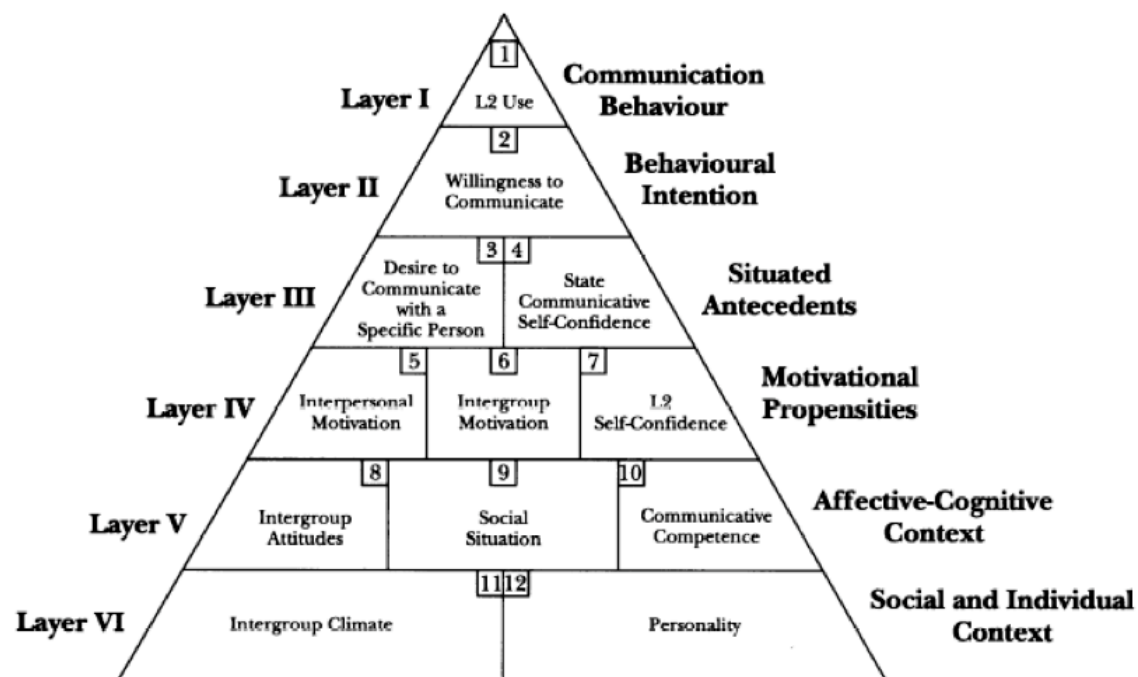 1
Layer I
L2 Use
Communication
Behaviour
2
Layer II
Willingness to
Communicate
Behavioural
Intention
3 4
Layer III
Desire to
Communicate
with a
Specific Person
State
Communicative
Self-Confidence
Situated
Antecedents
5 6 7
Layer IV
Interpersonal
Motivation
Intergroup
Motivation
L2
Self-Confidence
Motivational
Propensities
8 9 10
Layer V
Intergroup
Attitudes
Social
Situation
Communicative
Competence
Affective-Cognitive
Context
11 12
Layer VI
Intergroup Climate
Personality
Social and Individual
Context